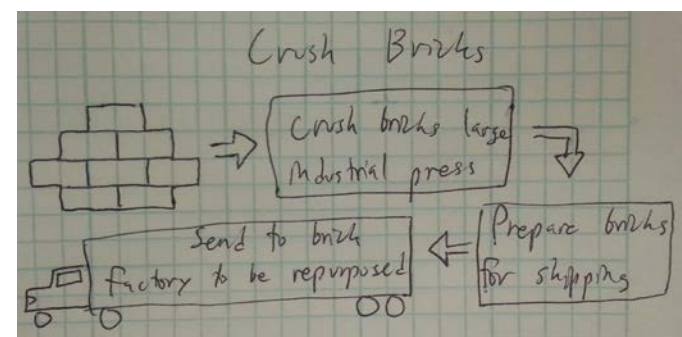 Crush Bricks
Crush bricks large
industrial press
Prepare bricks
for shipping
Send to brick
factory to be repurposed